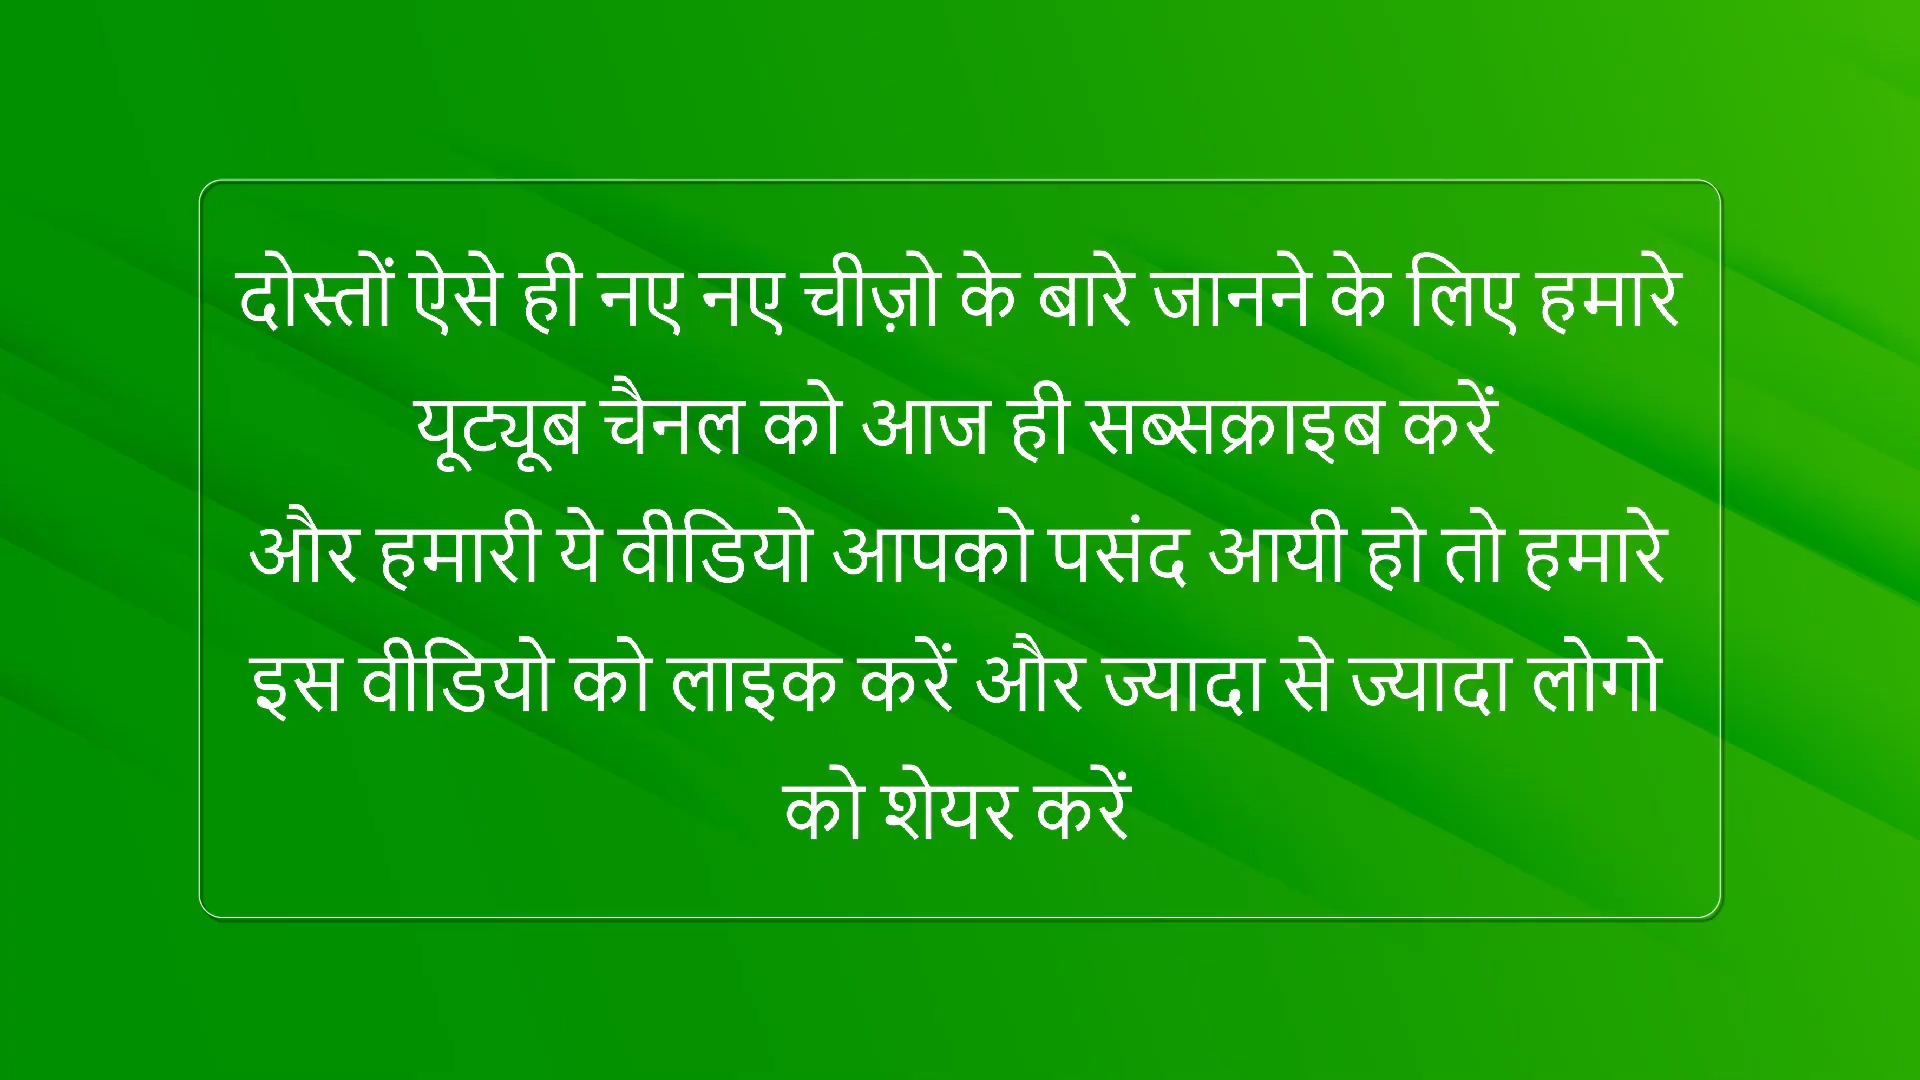 दोस्तों ऐसे ही नए नए चीज़ो के बारे जानने के लिए हमारे
यूट्यूब चैनल को आज ही सब्सक्राइब करें
और हमारी ये वीडियो आपको पसंद आयी हो तो हमारे
इस वीडियो को लाइक करें और ज्यादा से ज्यादा लोगो
को शेयर करें